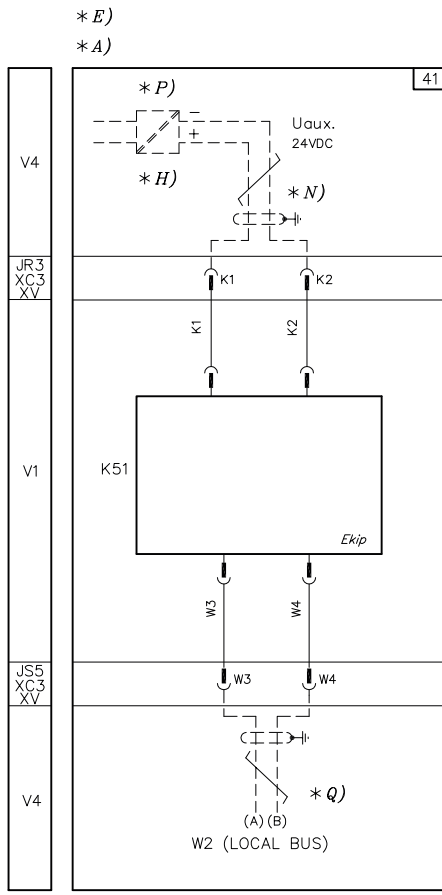 *E)
*A)
41
*P)
−
+
Uaux.
24VDC
V4
*H)
*N)
JR3
XC3
XV
K1
K2
K1
K2
V1
K51
Ekip
W3
W4
JS5
XC3
XV
W3
W4
V4
*Q)
(A) (B)
W2 (LOCAL BUS)